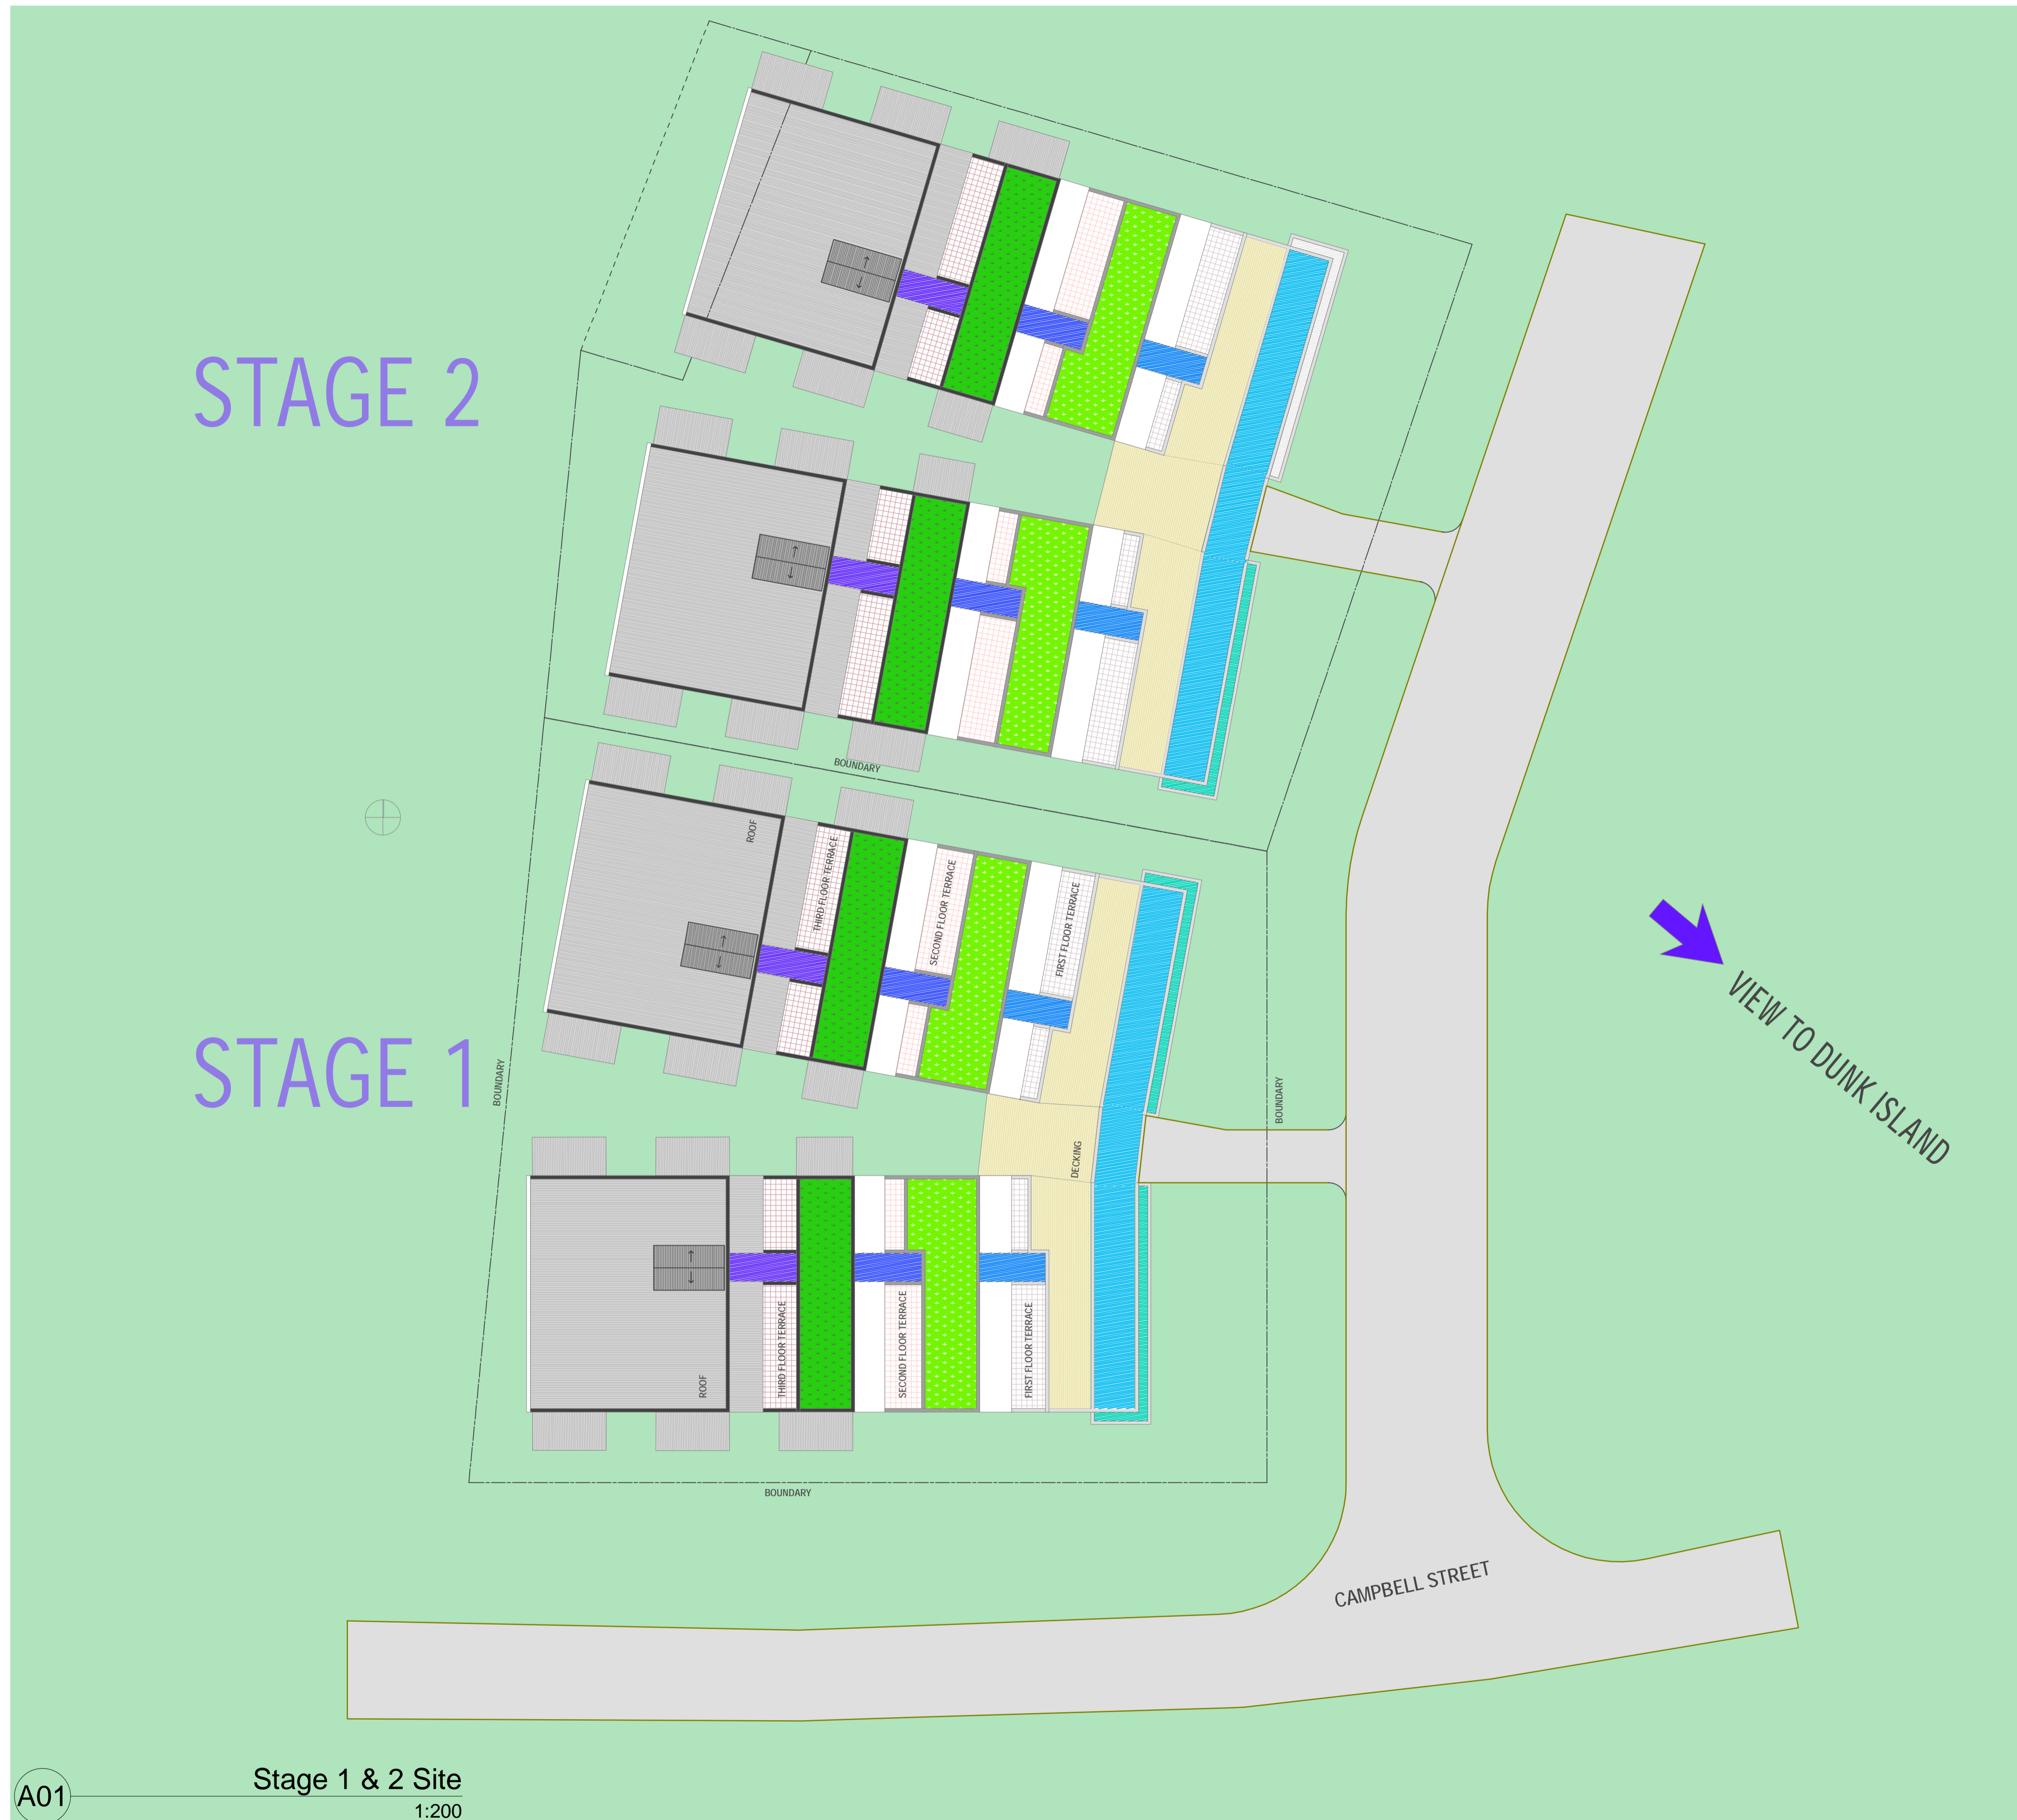 STAGE 2
BOUNDARY
ROOF
THIRD FLOOR TERRACE
SECOND FLOOR TERRACE
FIRST FLOOR TERRACE
VIEW TO DUNK ISLAND
STAGE 1
BOUNDARY
BOUNDARY
DECKING
ROOF
THIRD FLOOR TERRACE
SECOND FLOOR TERRACE
FIRST FLOOR TERRACE
BOUNDARY
CAMPBELL STREET
A01
Stage 1 & 2 Site
1:200